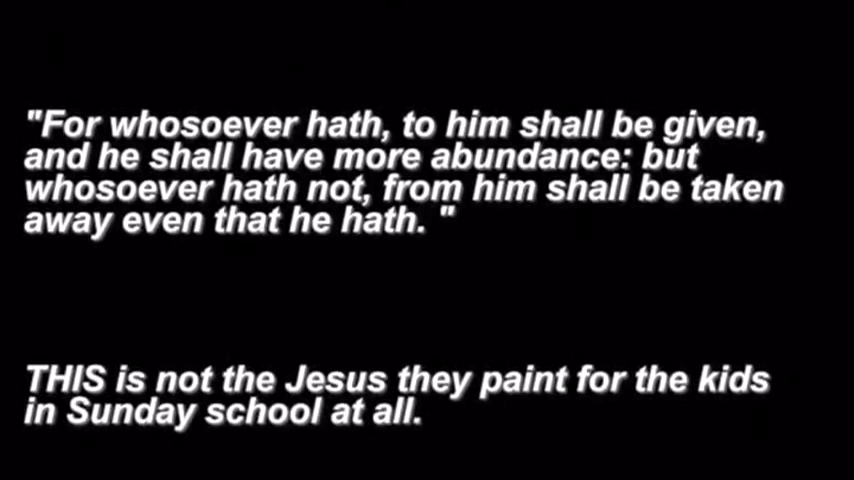 "For whosoever hath, to him shall be given,
and he shall have more abundance: but
whosoever hath not, from him shall be taken
away even that he hath. "
THIS is not the Jesus they paint for the kids
in Sunday school at all.